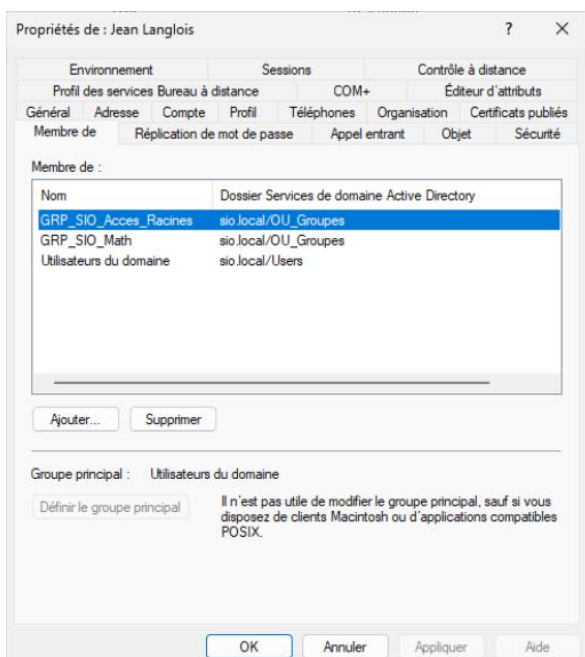 Propriétés de : Jean Langlois ? ×
Environnement Sessions Contrôle à distance
Profil des services Bureau à distance COM+ Éditeur d'attributs
Général Adresse Compte Profil Téléphones Organisation Certificats publiés
Membre de Réplication de mot de passe Appel entrant Objet Sécurité
Membre de :
Nom Dossier Services de domaine Active Directory
GRP_SIO_Acces_Racines sio.local/OU_Groupes
GRP_SIO_Math sio.local/OU_Groupes
Utilisateurs du domaine sio.local/Users
Ajouter... Supprimer
Groupe principal : Utilisateurs du domaine
Définir le groupe principal
Il n'est pas utile de modifier le groupe principal, sauf si vous
disposez de clients Macintosh ou d'applications compatibles
POSIX.
OK Annuler Appliquer Aide